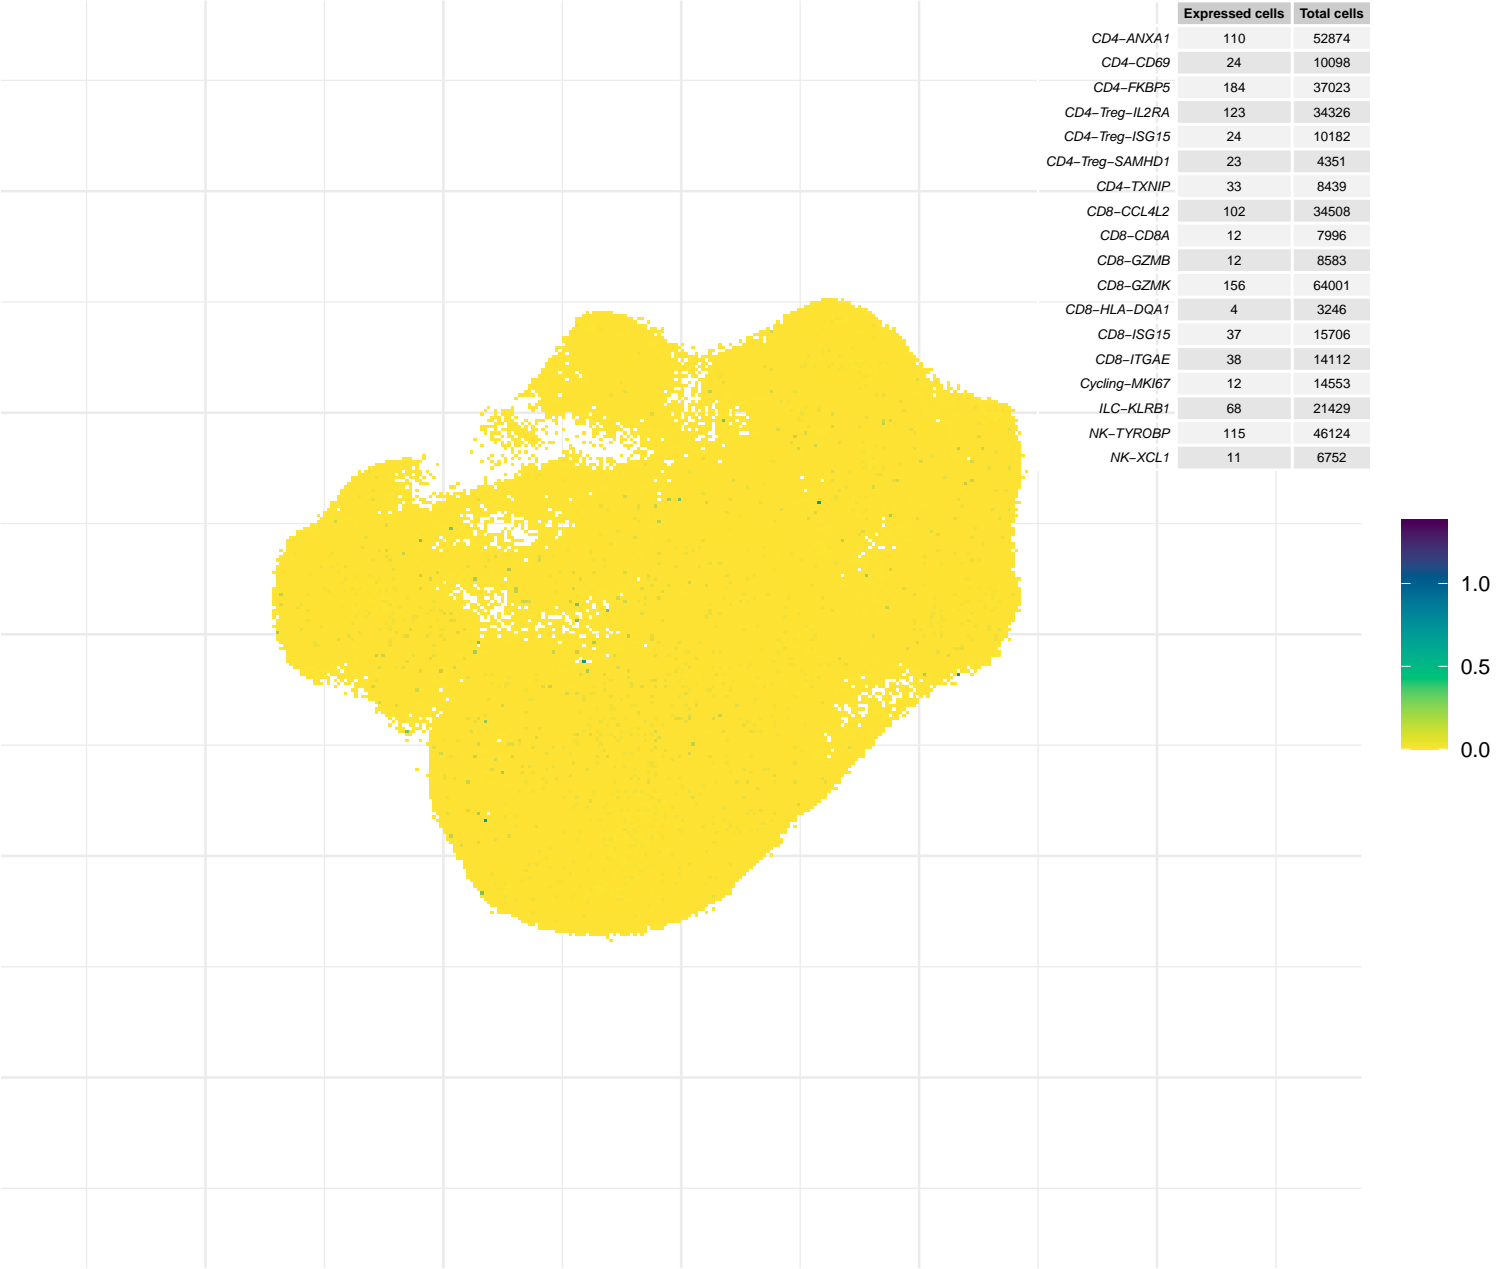 Expressed cells Total cells
CD4−ANXA1 110 52874
CD4−CD69 24 10098
CD4−FKBP5 184 37023
CD4−Treg−IL2RA 123 34326
CD4−Treg−ISG15 24 10182
CD4−Treg−SAMHD1 23 4351
CD4−TXNIP 33 8439
CD8−CCL4L2 102 34508
CD8−CD8A 12 7996
CD8−GZMB 12 8583
CD8−GZMK 156 64001
CD8−HLA−DQA1 4 3246
CD8−ISG15 37 15706
CD8−ITGAE 38 14112
Cycling−MKI67 12 14553
ILC−KLRB1 68 21429
NK−TYROBP 115 46124
NK−XCL1 11 6752
1.0
0.5
0.0